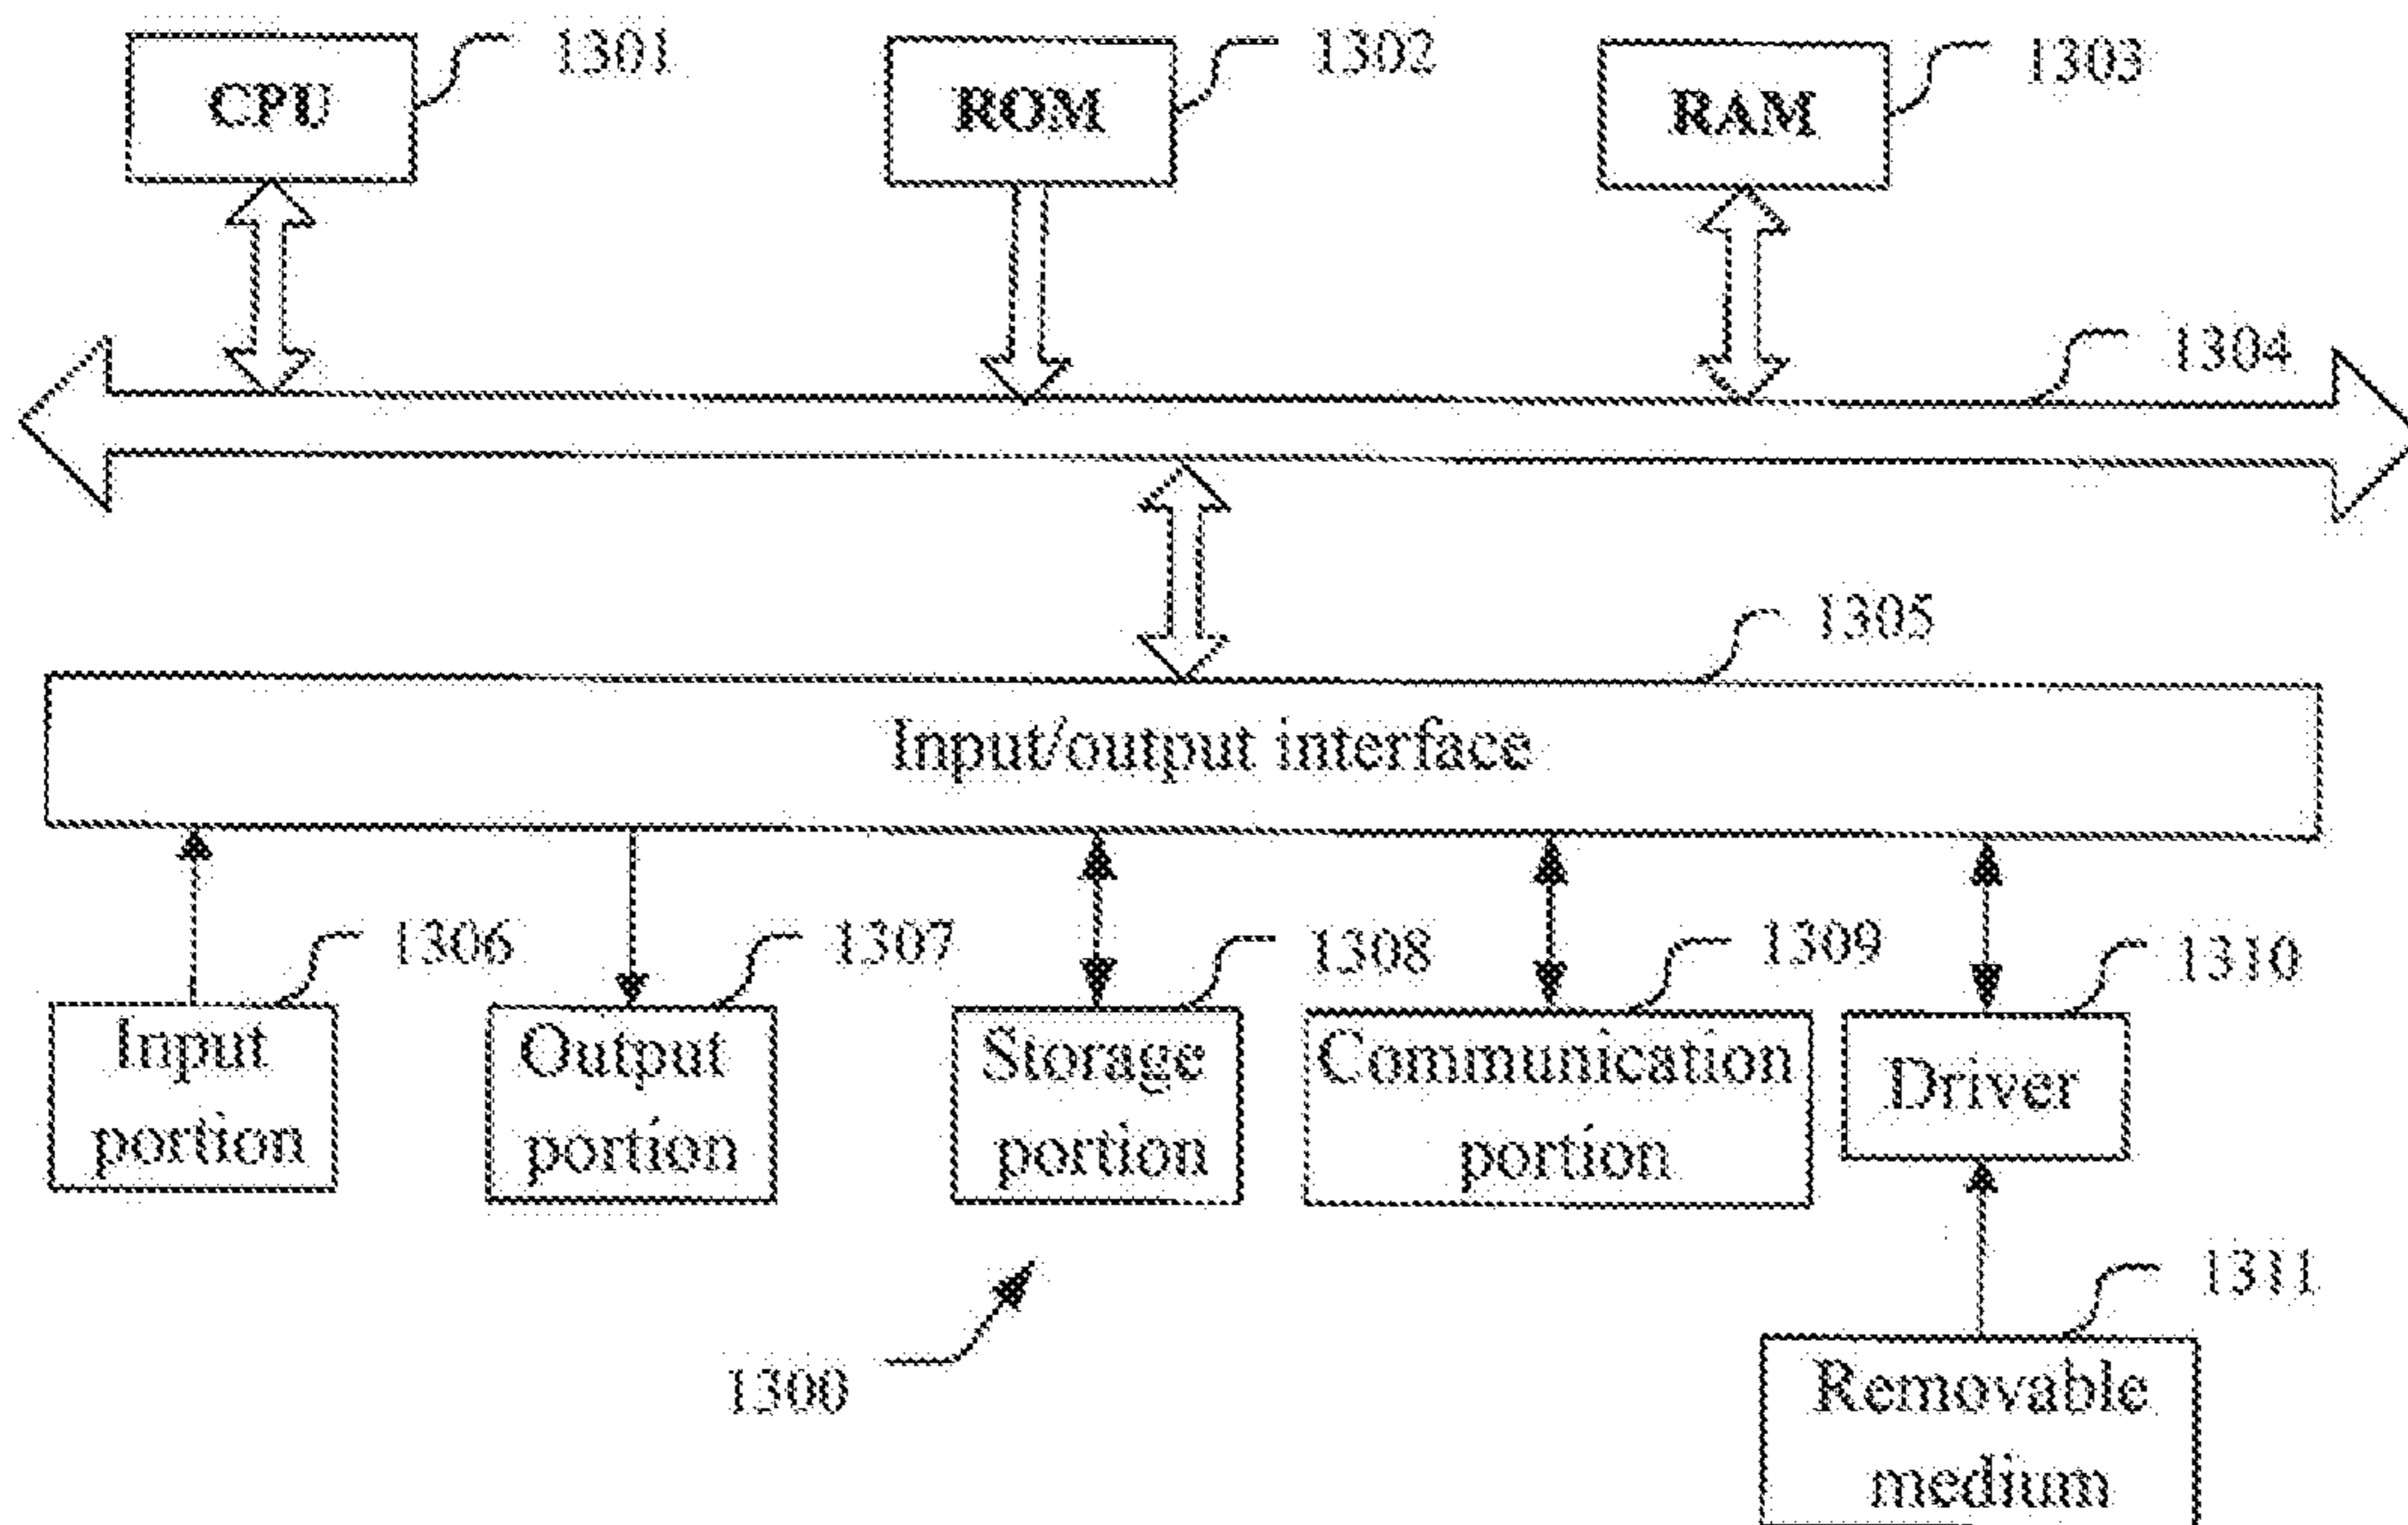 CPU
1301
ROM
1302
RAM
1303
1304
1305
Input/output interface
1306
1307
1308
1309
1310
Input
portion
Output
portion
Storage
portion
Communication
portion
Driver
1311
1300
Removable
medium